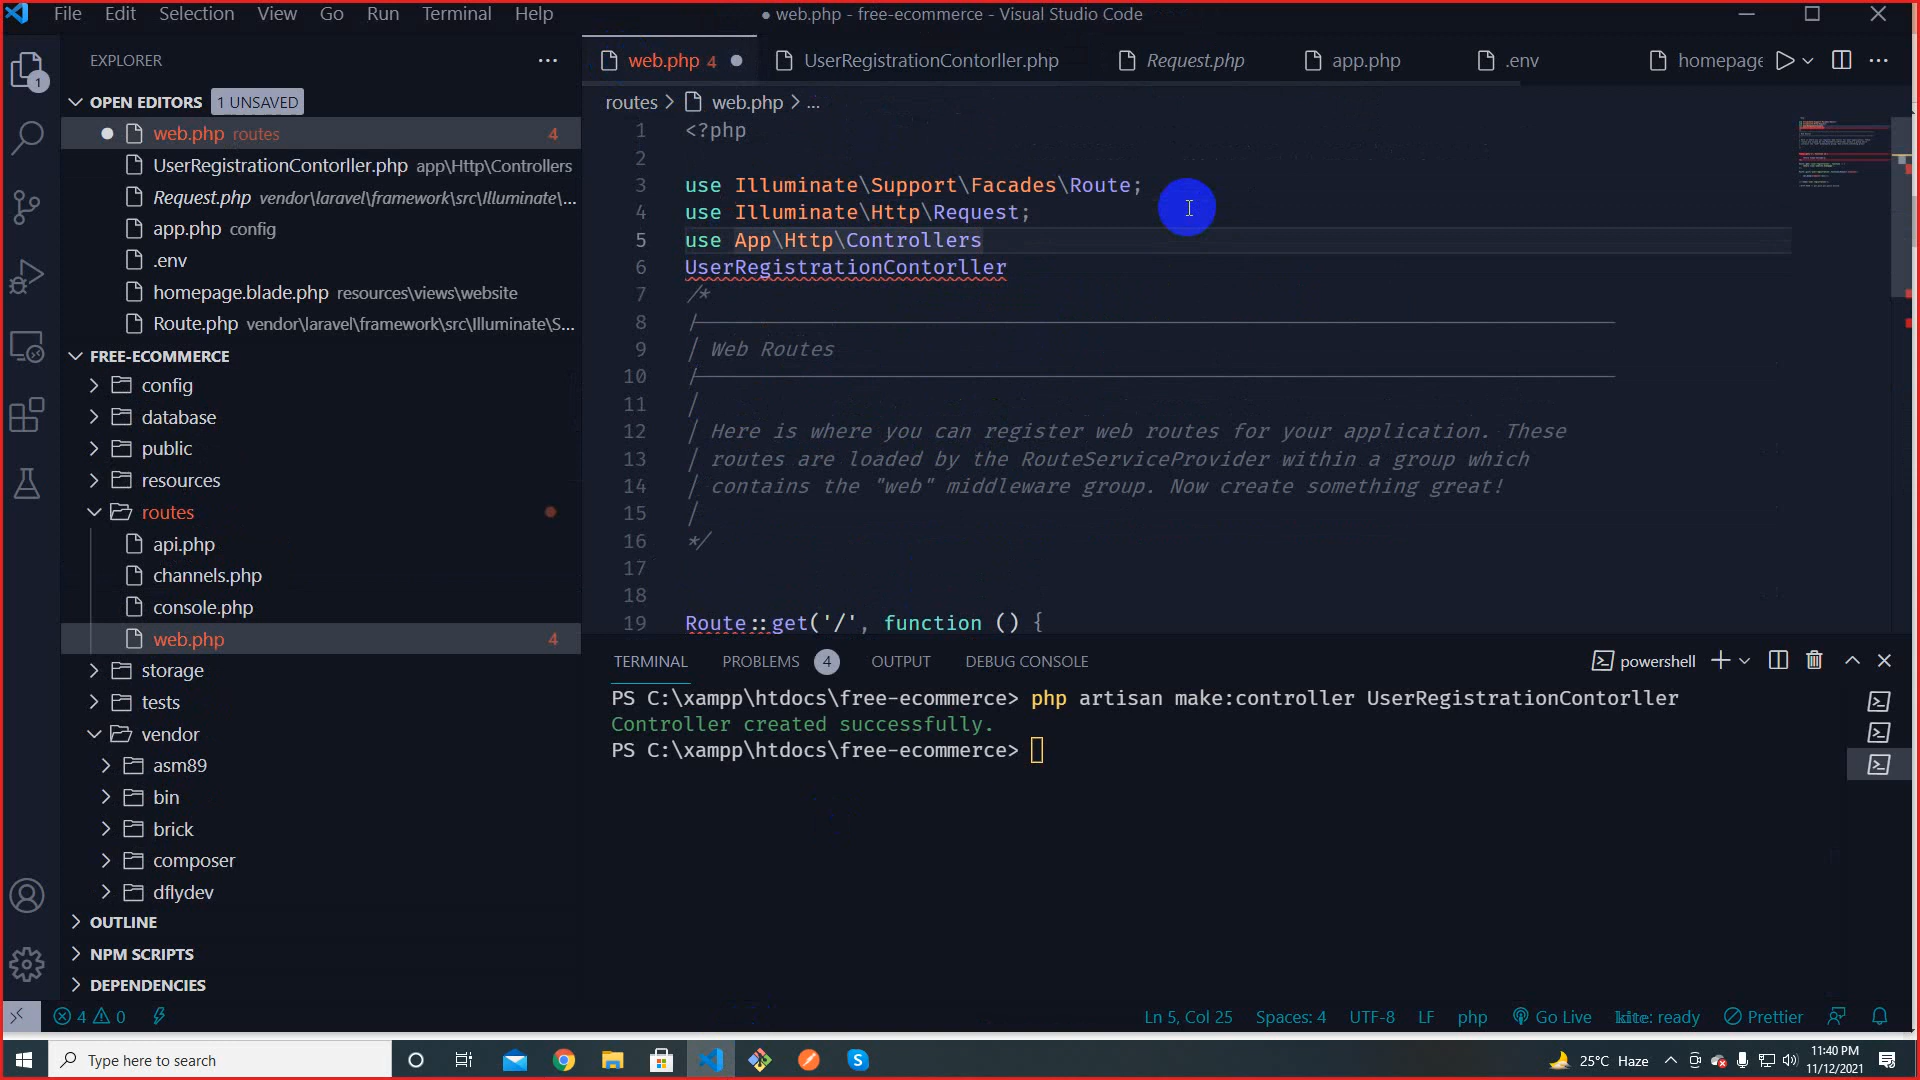 File Edit Selection View Go Run Terminal Help
● web.php - free-ecommerce - Visual Studio Code
EXPLORER
1
OPEN EDITORS 1 UNSAVED
web.php routes 4
UserRegistrationContorller.php app\Http\Controllers
Request.php vendor\laravel\framework\src\Illuminate\...
app.php config
.env
homepage.blade.php resources\views\website
Route.php vendor\laravel\framework\src\Illuminate\S...
FREE-ECOMMERCE
config
database
public
resources
routes
api.php
channels.php
console.php
web.php 4
storage
tests
vendor
asm89
bin
brick
composer
dflydev
OUTLINE
NPM SCRIPTS
DEPENDENCIES
web.php 4 UserRegistrationContorller.php Request.php app.php .env homepage
routes > web.php > ...
1 <?php
2
3 use Illuminate\Support\Facades\Route;
4 use Illuminate\Http\Request;
5 use App\Http\Controllers
6 UserRegistrationContorller
7 /*
8 |--------------------------------------------------------------------------
9 | Web Routes
10 |--------------------------------------------------------------------------
11 |
12 | Here is where you can register web routes for your application. These
13 | routes are loaded by the RouteServiceProvider within a group which
14 | contains the "web" middleware group. Now create something great!
15 |
16 */
17
18
19 Route::get('/', function () {
TERMINAL PROBLEMS 4 OUTPUT DEBUG CONSOLE powershell
PS C:\xampp\htdocs\free-ecommerce> php artisan make:controller UserRegistrationContorller
Controller created successfully.
PS C:\xampp\htdocs\free-ecommerce>
4 0 Ln 5, Col 25 Spaces: 4 UTF-8 LF php Go Live kite: ready Prettier
Type here to search
25°C Haze
11:40 PM
11/12/2021